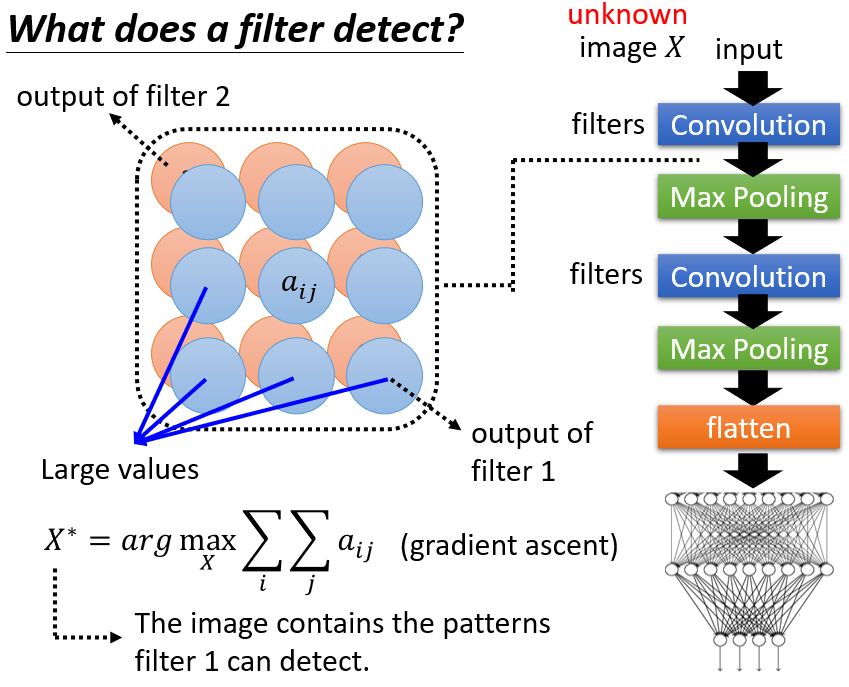 What does a filter detect?
unknown
image X
input
output of filter 2
filters
Convolution
Max Pooling
a_{ij}
filters
Convolution
Max Pooling
flatten
output of
filter 1
Large values
X^* = arg \max_X \sum_i \sum_j a_{ij} (gradient ascent)
The image contains the patterns
filter 1 can detect.